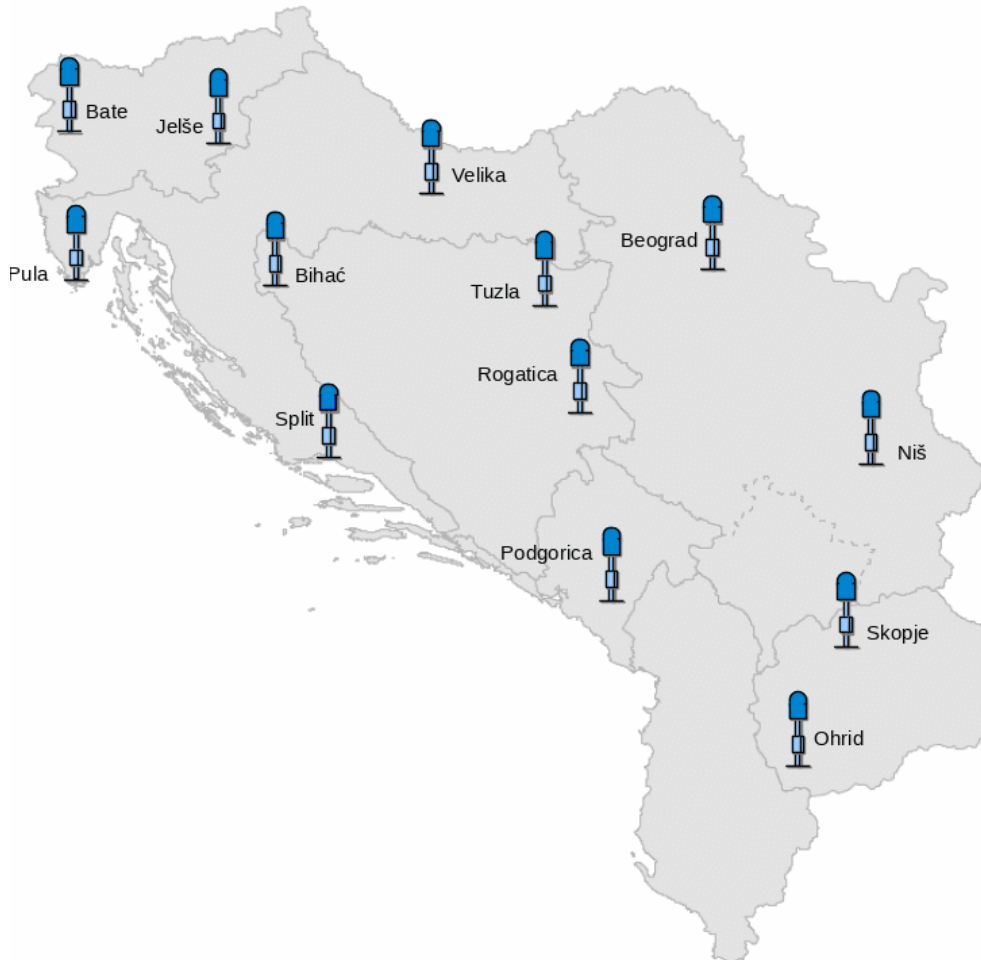 Bate
Jelše
Velika
Beograd
Pula
Bihać
Tuzla
Rogatica
Split
Niš
Podgorica
Skopje
Ohrid